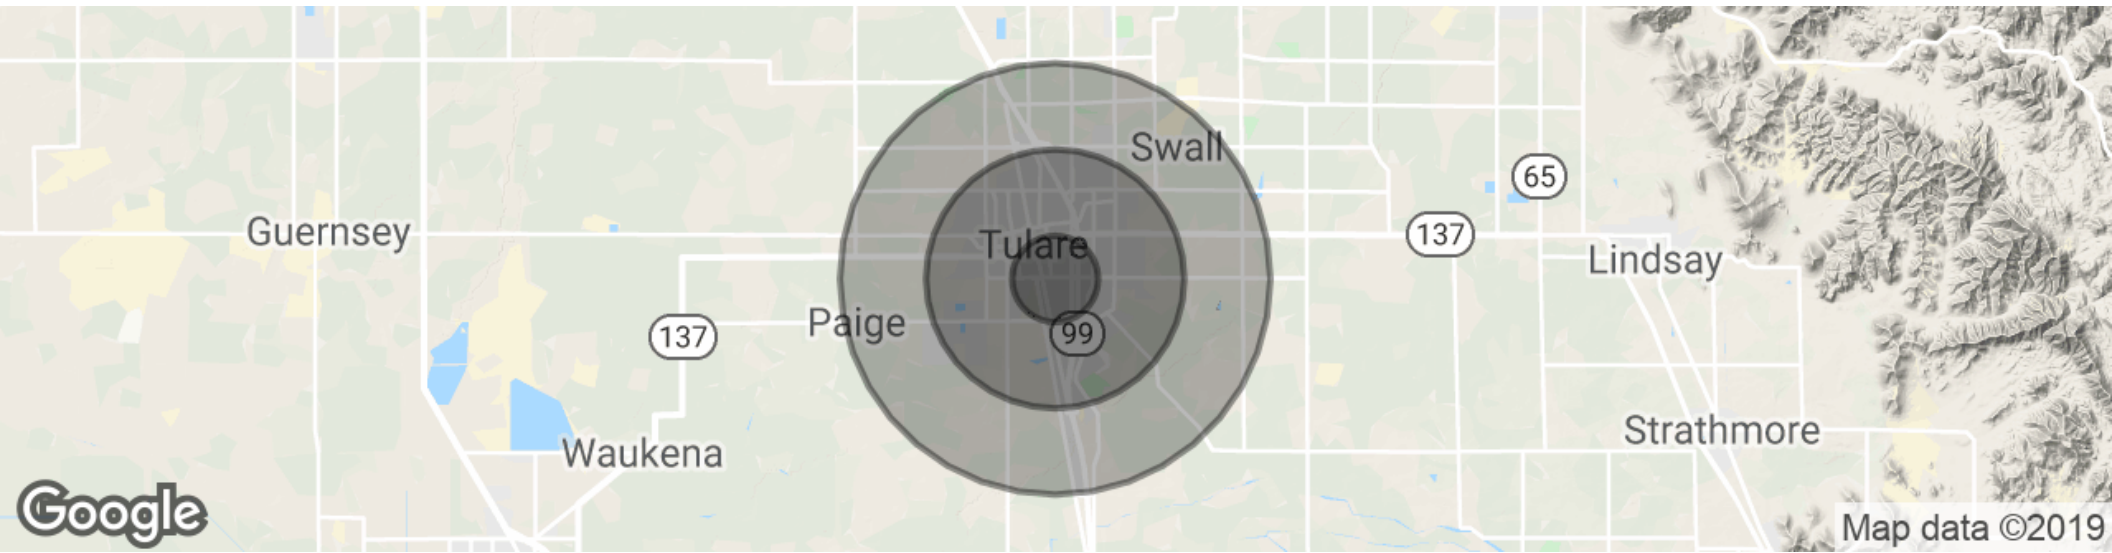 Swall
65
Guernsey
137
Tulare
Lindsay
Paige
99
137
Strathmore
Waukena
Google
Map data ©2019